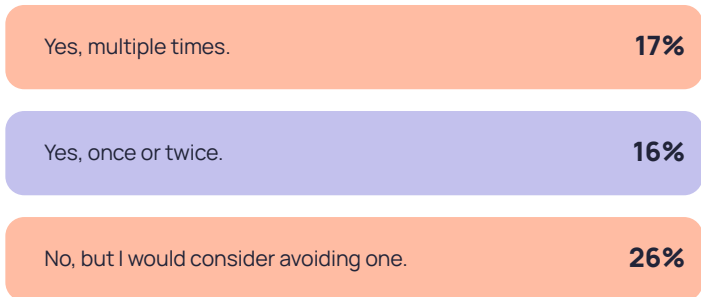 Yes, multiple times. 17%
Yes, once or twice. 16%
No, but I would consider avoiding one. 26%